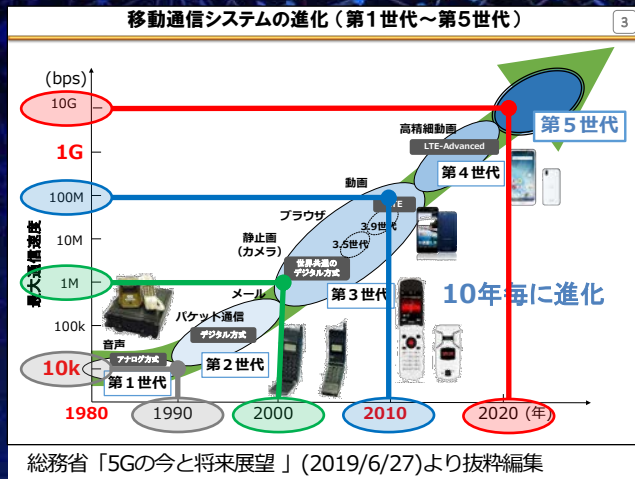 移動通信システムの進化（第1世代～第5世代）
3
(bps)
10G
1G
100M
10M
1M
100k
10k
最大通信速度
高精細動画
LTE-Advanced
第5世代
第4世代
動画
LTE
3.9世代
3.5世代
ブラウザ
静止画
(カメラ)
世界共通の
デジタル方式
第3世代
10年毎に進化
メール
パケット通信
デジタル方式
第2世代
音声
アナログ方式
第1世代
1980
1990
2000
2010
2020 (年)
総務省「5Gの今と将来展望 」(2019/6/27)より抜粋編集